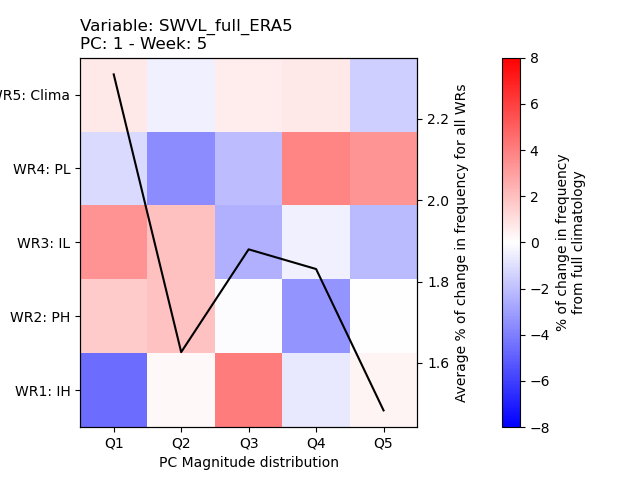 Variable: SWVL_full_ERA5
PC: 1 - Week: 5
WR5: Clima
WR4: PL
WR3: IL
WR2: PH
WR1: IH
Q1 Q2 Q3 Q4 Q5
PC Magnitude distribution
2.2
2.0
1.8
1.6
Average % of change in frequency for all WRs
8
6
4
2
0
−2
−4
−6
−8
% of change in frequency
from full climatology